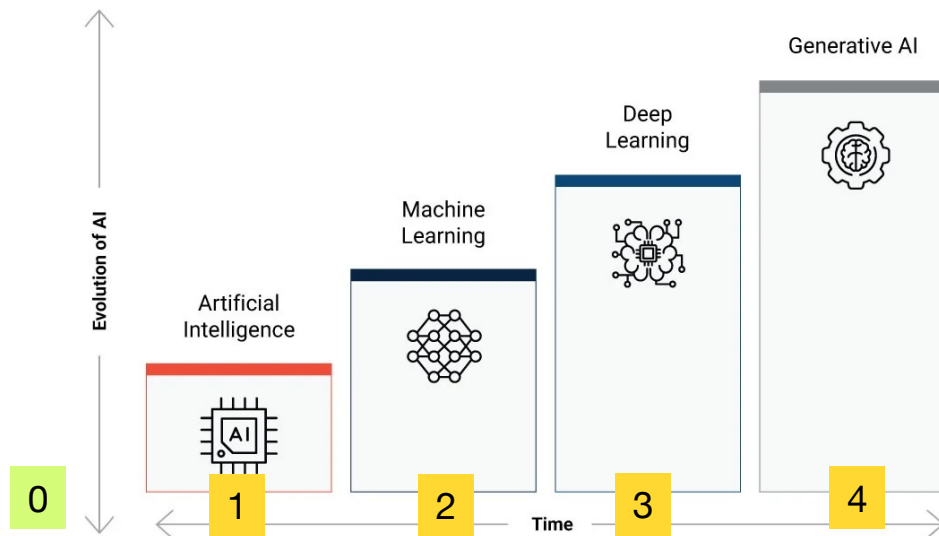 Generative AI
Deep
Learning
Machine
Learning
Artificial
Intelligence
Evolution of AI
AI
0
1
2
3
4
Time